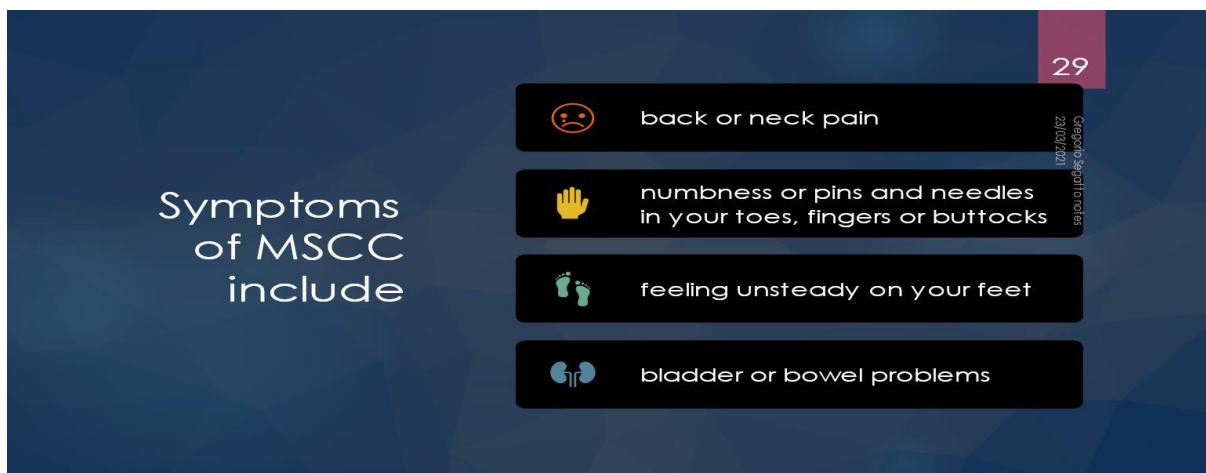 29
Symptoms
of MSCC
include
back or neck pain
numbness or pins and needles
in your toes, fingers or buttocks
feeling unsteady on your feet
bladder or bowel problems
Gregorio Segatto notes
23/03/2021